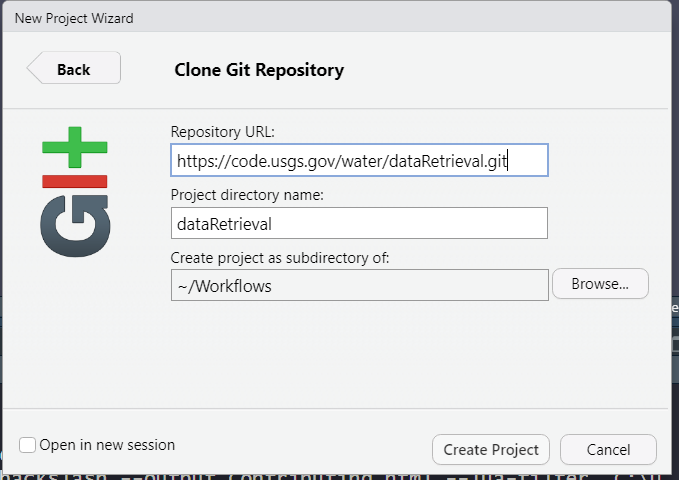 New Project Wizard
Back
Clone Git Repository
git
Repository URL:
https://code.usgs.gov/water/dataRetrieval.git
Project directory name:
dataRetrieval
Create project as subdirectory of:
~/Workflows
Browse...
Open in new session
Create Project
Cancel